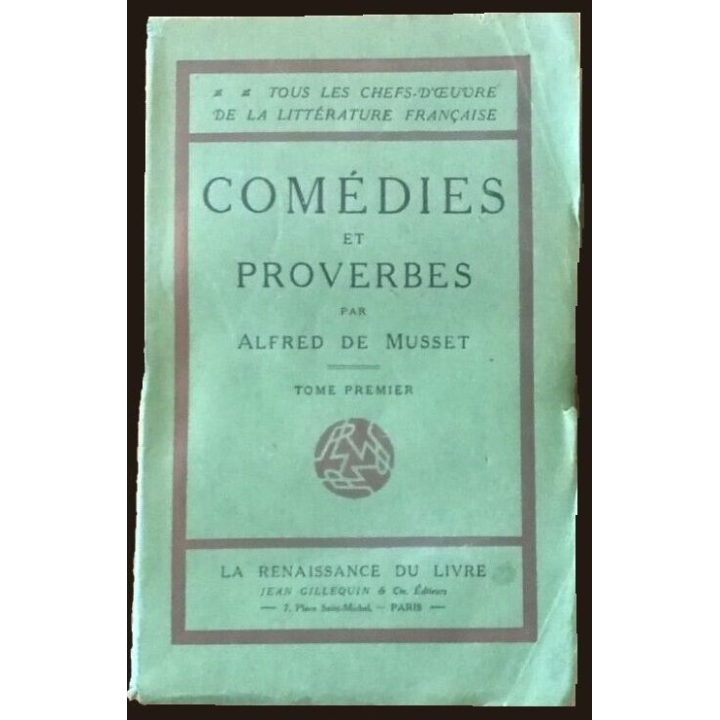 TOUS LES CHEFS-D'ŒUVRE
DE LA LITTÉRATURE FRANÇAISE
COMÉDIES
ET
PROVERBES
PAR
ALFRED DE MUSSET
TOME PREMIER
LA RENAISSANCE DU LIVRE
JEAN GILLEQUIN & Cie, Éditeurs
— 7, Place Saint-Michel, — PARIS —